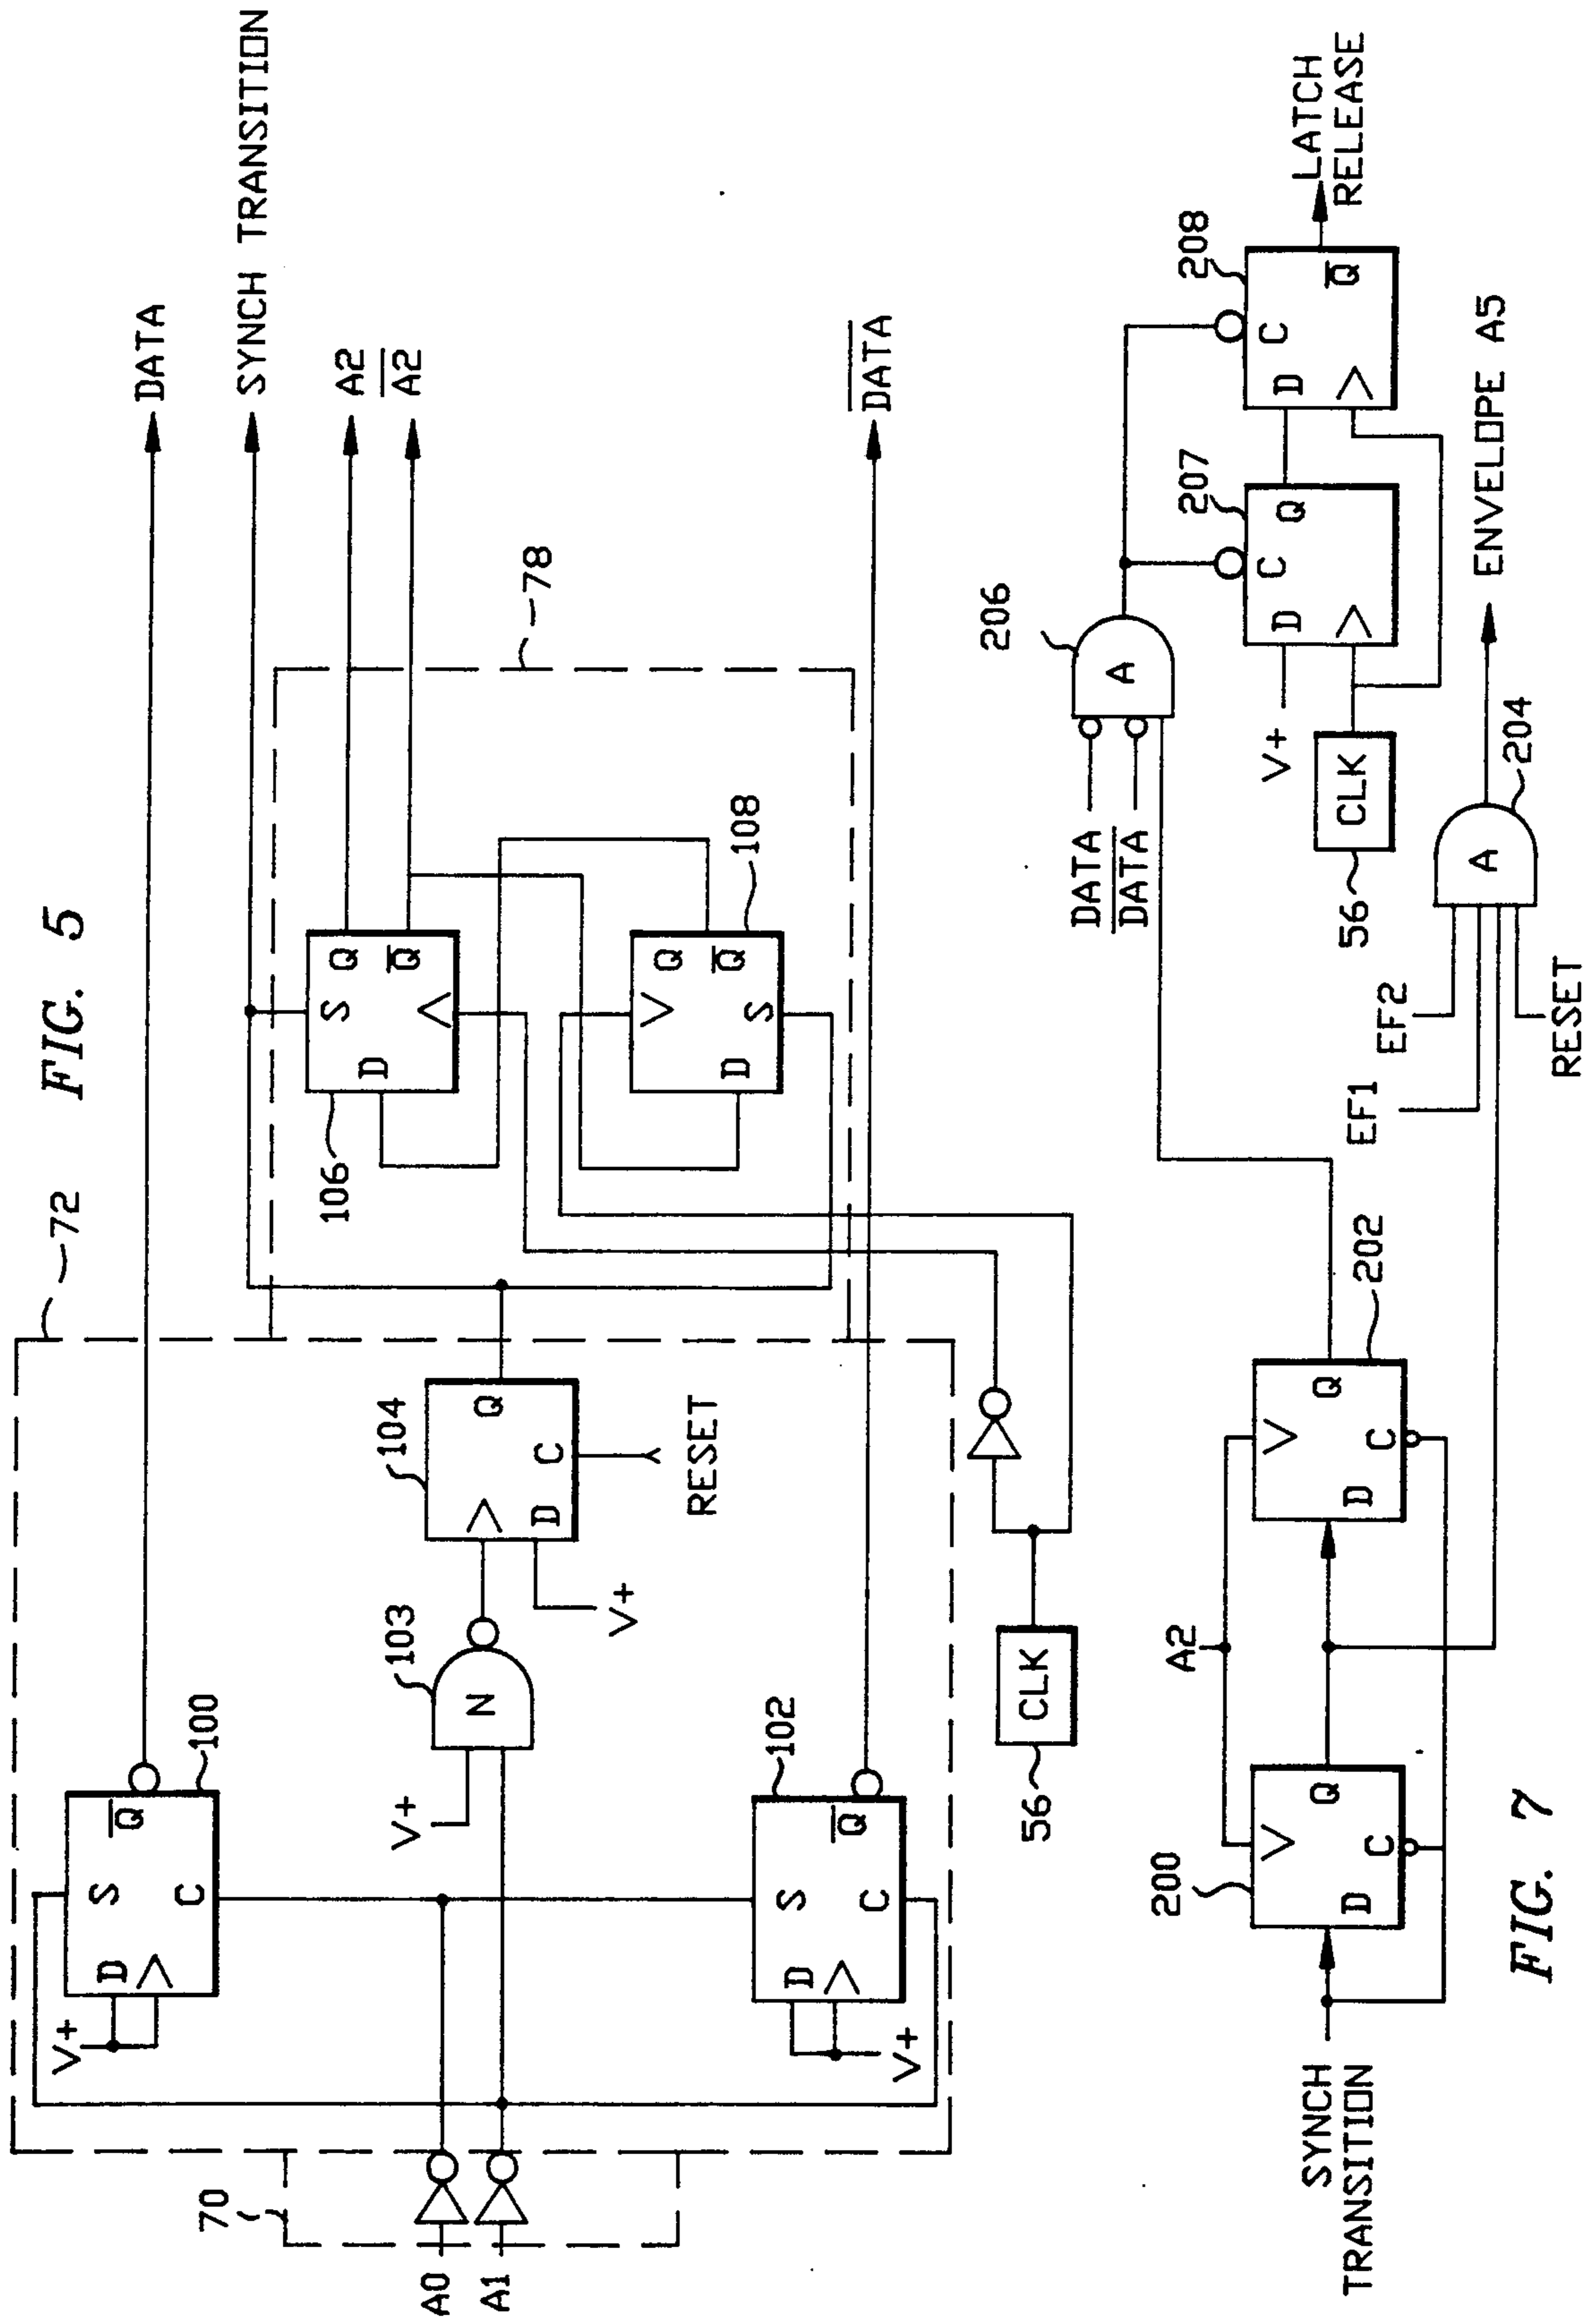 FIG. 5
72
DATA
SYNCH TRANSITION
A2
A2
DATA
78
70
A0
A1
V+
D
S
Q
C
100
V+
N
103
104
D
C
Q
RESET
V+
V+
D
S
Q
C
102
106
D
S
Q
Q
108
D
S
Q
Q
56
CLK
FIG. 7
SYNCH
TRANSITION
200
D
Q
C
A2
202
D
Q
C
EF1
EF2
RESET
A
204
ENVELOPE A5
DATA
DATA
A
206
V+
56
CLK
207
D
C
Q
208
D
C
Q
LATCH
RELEASE